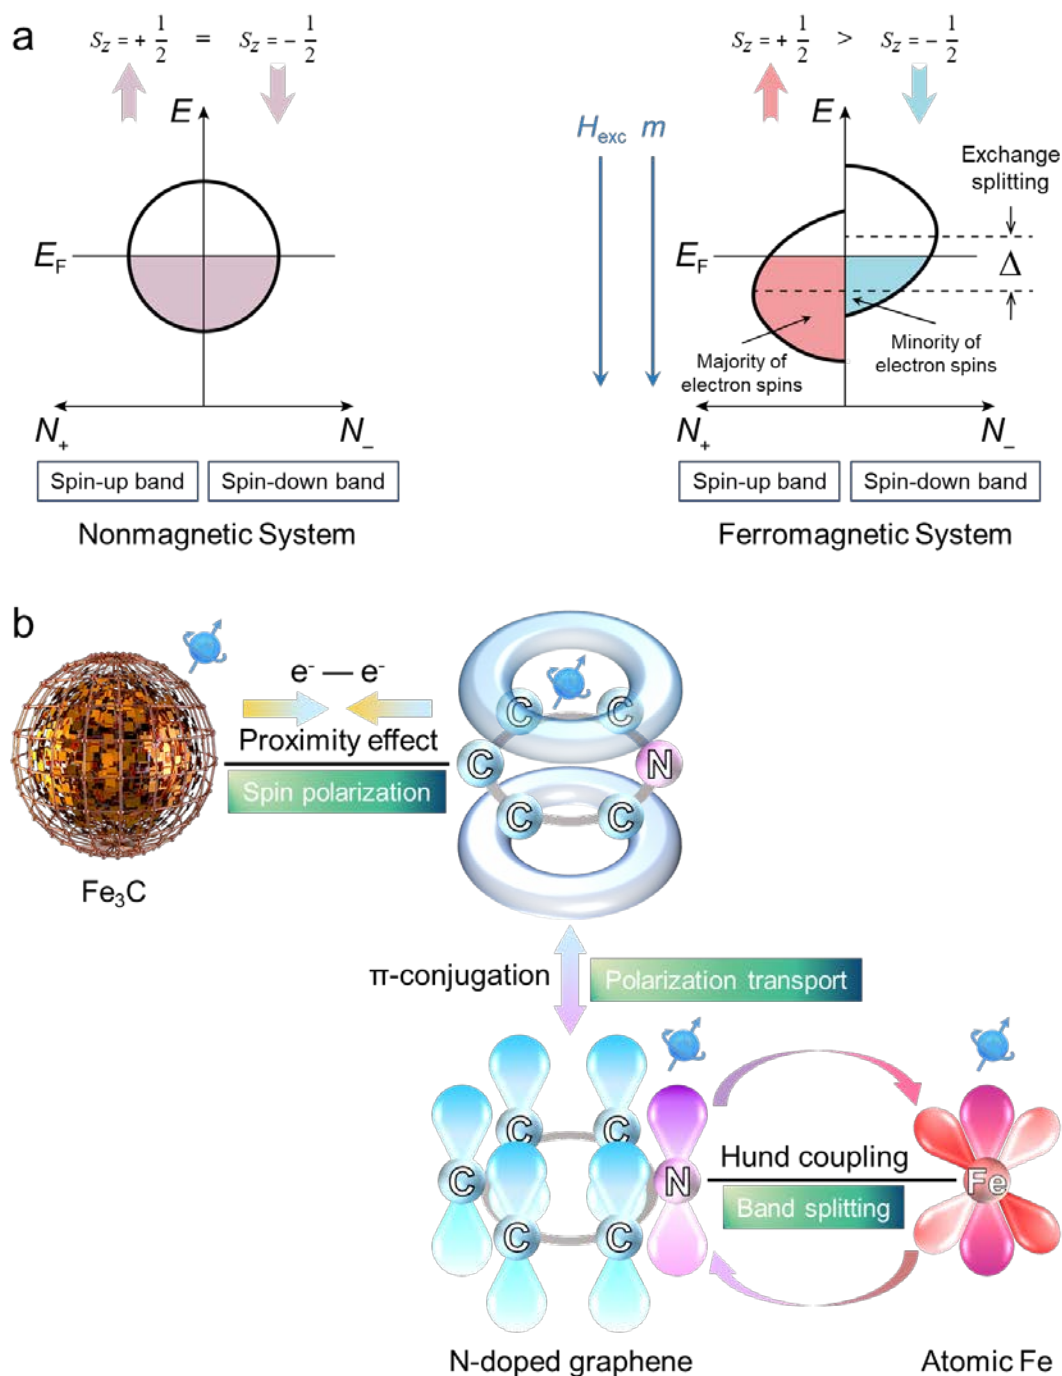 a
S_Z = + 1/2 = S_Z = − 1/2
E
E_F
N_+ N_−
Spin-up band Spin-down band
Nonmagnetic System
S_Z = + 1/2 > S_Z = − 1/2
H_exc m
E
Exchange
splitting
E_F
Δ
Majority of
electron spins
Minority of
electron spins
N_+ N_−
Spin-up band Spin-down band
Ferromagnetic System
b
e⁻ — e⁻
Proximity effect
Spin polarization
Fe₃C
C C
C N
C C
π-conjugation
Polarization transport
C C
C N
C C
Hund coupling
Band splitting
Fe
N-doped graphene
Atomic Fe